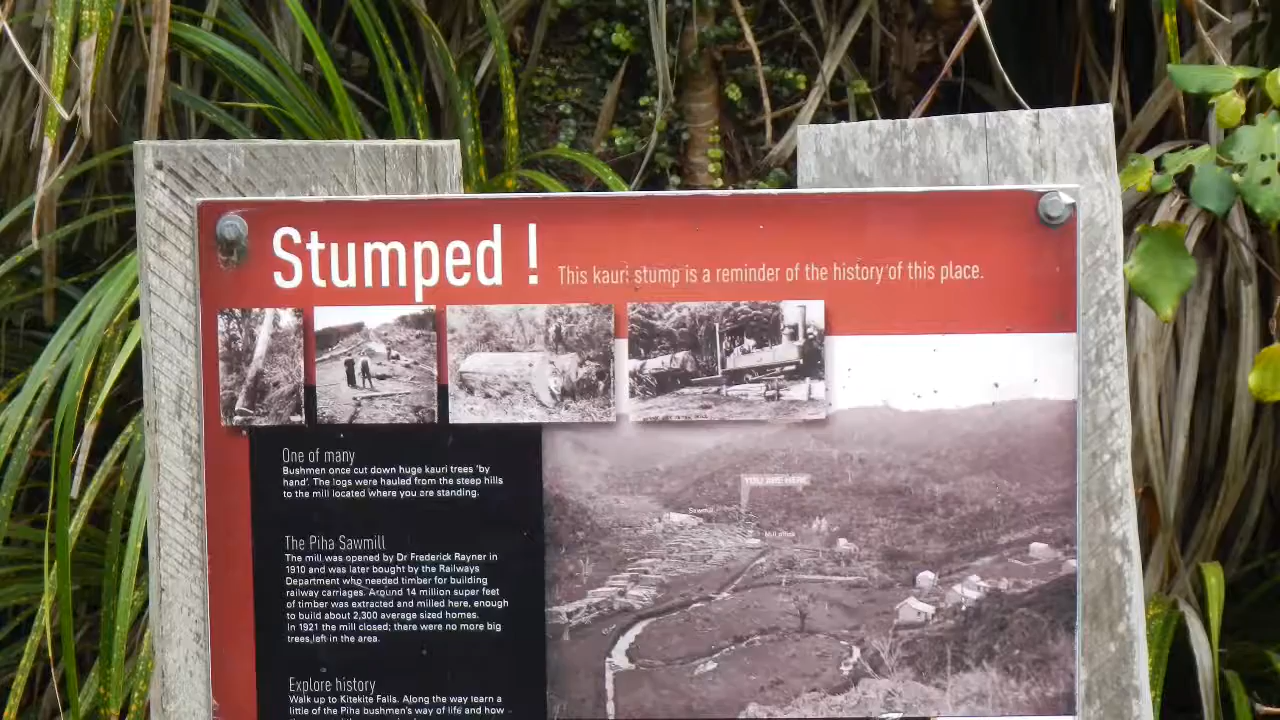 Stumped !
This kauri stump is a reminder of the history of this place.
One of many
Bushmen once cut down huge kauri trees 'by
hand'. The logs were hauled from the steep hills
to the mill located where you are standing.
YOU ARE HERE
Sawmill
Mill office
The Piha Sawmill
The mill was opened by Dr Frederick Rayner in
1910 and was later bought by the Railways
Department who needed timber for building
railway carriages. Around 14 million super feet
of timber was extracted and milled here, enough
to build about 2,300 average sized homes.
In 1921 the mill closed; there were no more big
trees left in the area.
Explore history
Walk up to Kitekite Falls. Along the way learn a
little of the Piha bushmen's way of life and how